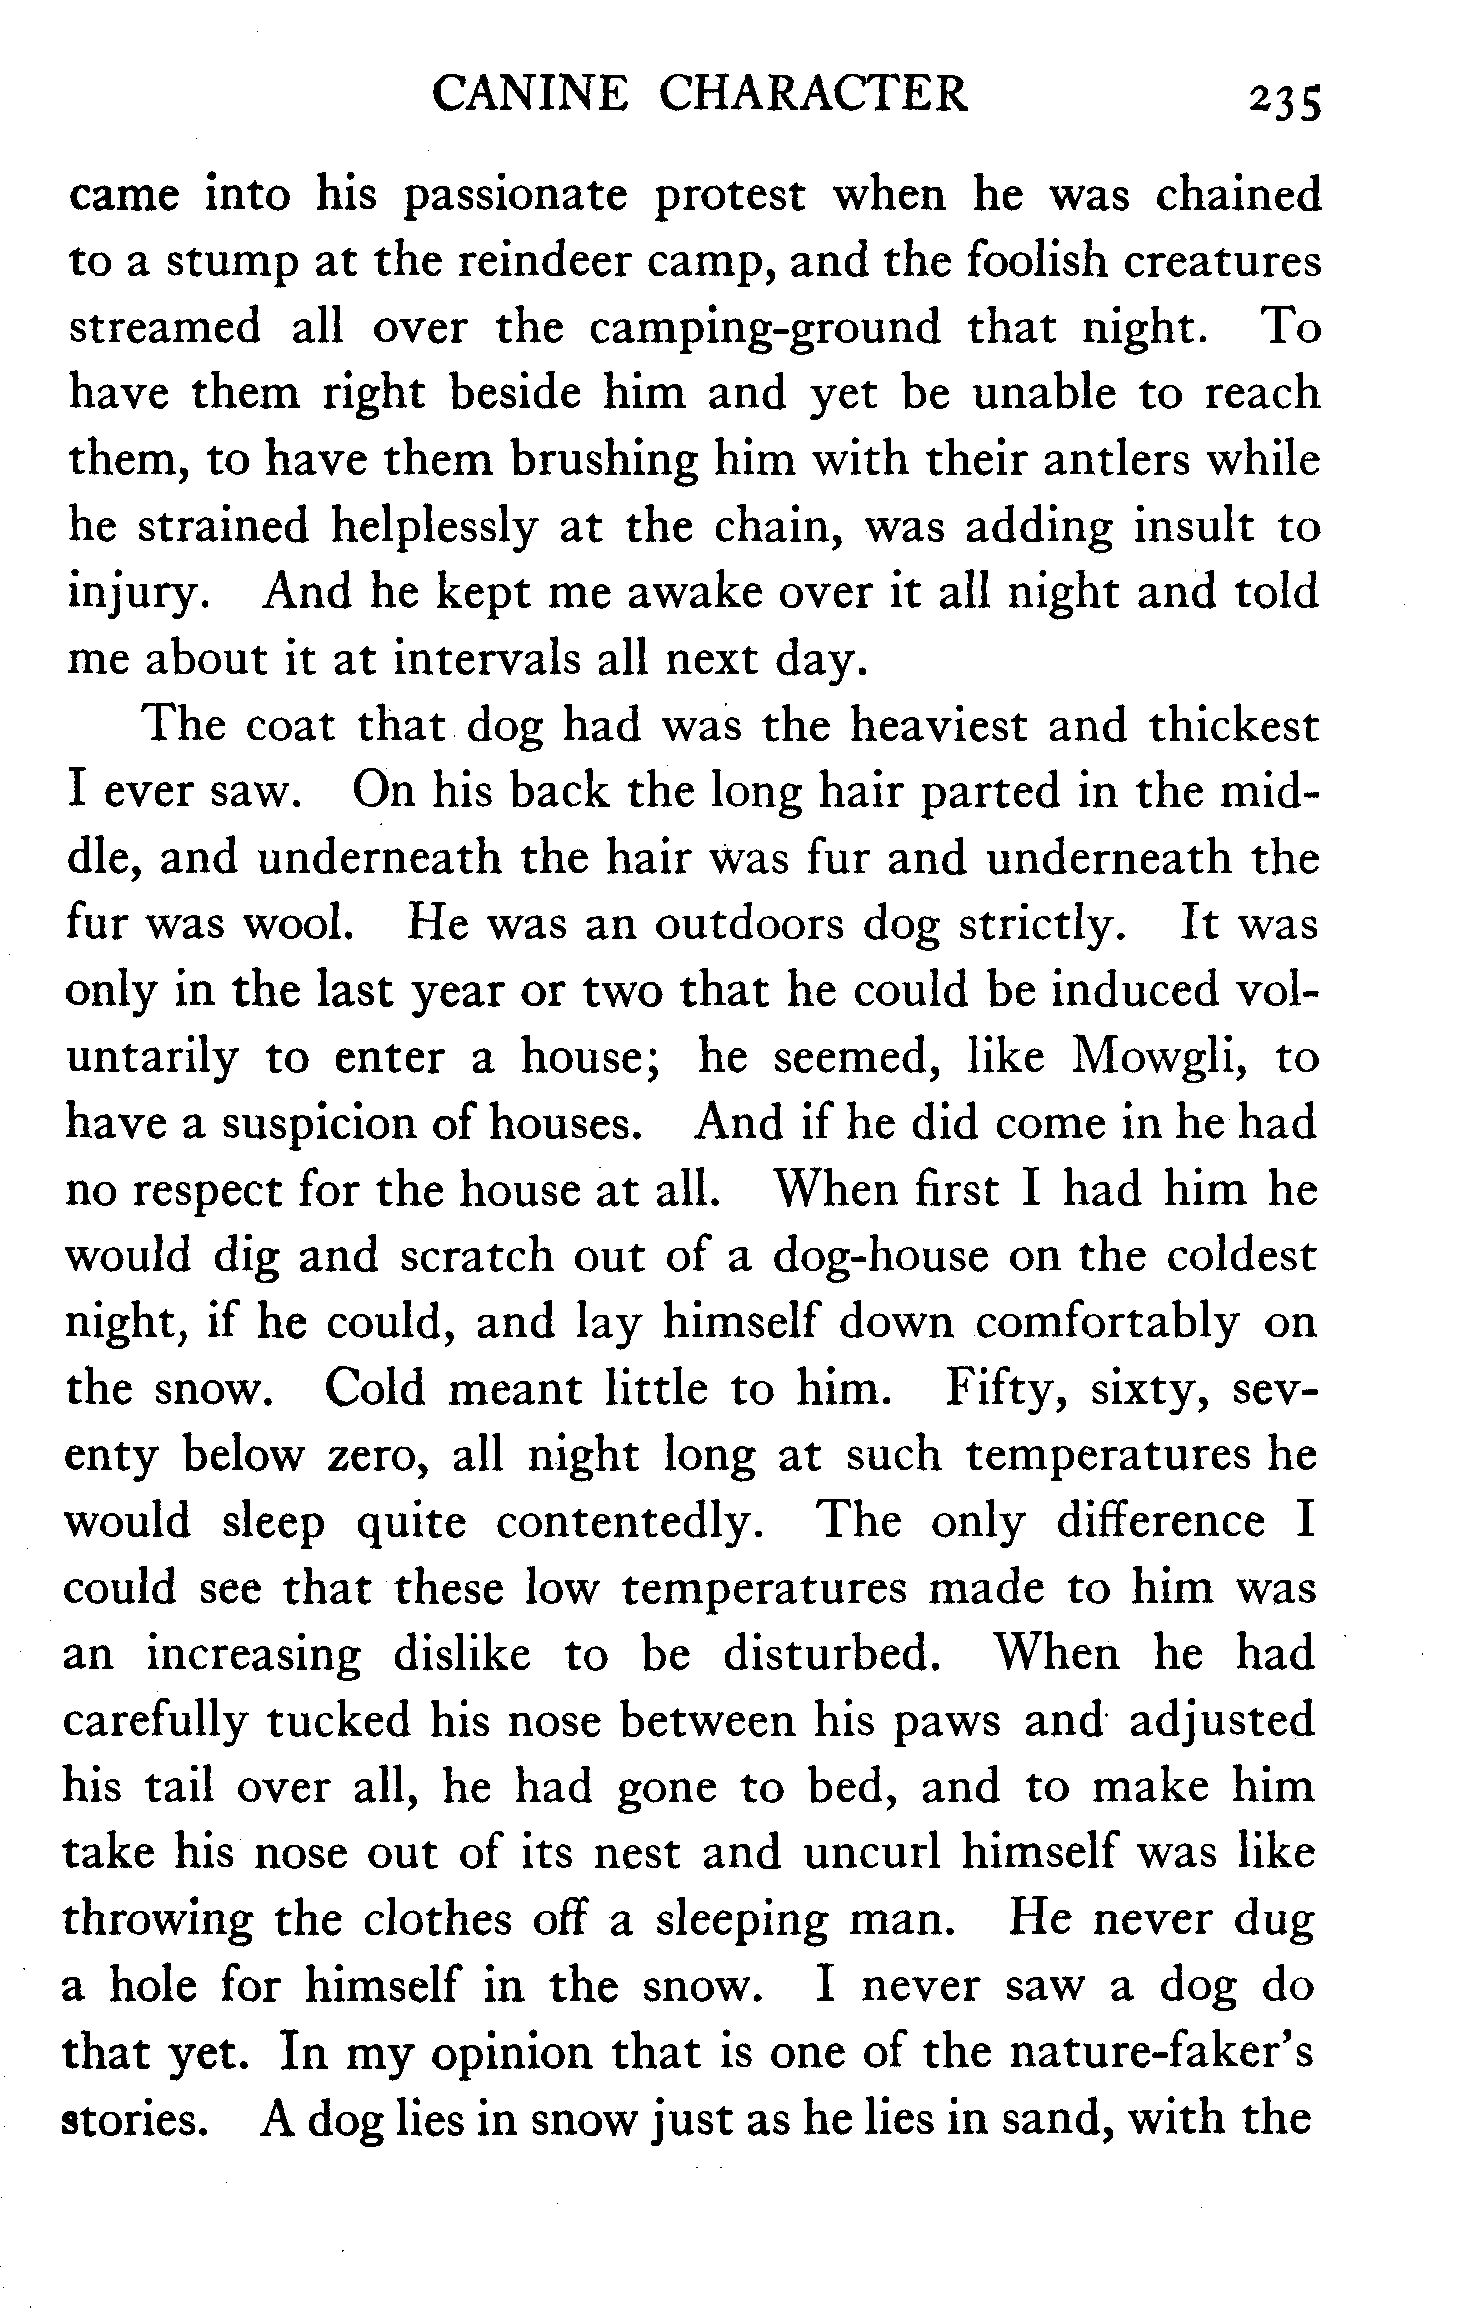 CANINE CHARACTER 235
came into his passionate protest when he was chained
to a stump at the reindeer camp, and the foolish creatures
streamed all over the camping-ground that night. To
have them right beside him and yet be unable to reach
them, to have them brushing him with their antlers while
he strained helplessly at the chain, was adding insult to
injury. And he kept me awake over it all night and told
me about it at intervals all next day.
The coat that dog had was the heaviest and thickest
I ever saw. On his back the long hair parted in the mid-
dle, and underneath the hair was fur and underneath the
fur was wool. He was an outdoors dog strictly. It was
only in the last year or two that he could be induced vol-
untarily to enter a house; he seemed, like Mowgli, to
have a suspicion of houses. And if he did come in he had
no respect for the house at all. When first I had him he
would dig and scratch out of a dog-house on the coldest
night, if he could, and lay himself down comfortably on
the snow. Cold meant little to him. Fifty, sixty, sev-
enty below zero, all night long at such temperatures he
would sleep quite contentedly. The only difference I
could see that these low temperatures made to him was
an increasing dislike to be disturbed. When he had
carefully tucked his nose between his paws and adjusted
his tail over all, he had gone to bed, and to make him
take his nose out of its nest and uncurl himself was like
throwing the clothes off a sleeping man. He never dug
a hole for himself in the snow. I never saw a dog do
that yet. In my opinion that is one of the nature-faker's
stories. A dog lies in snow just as he lies in sand, with the